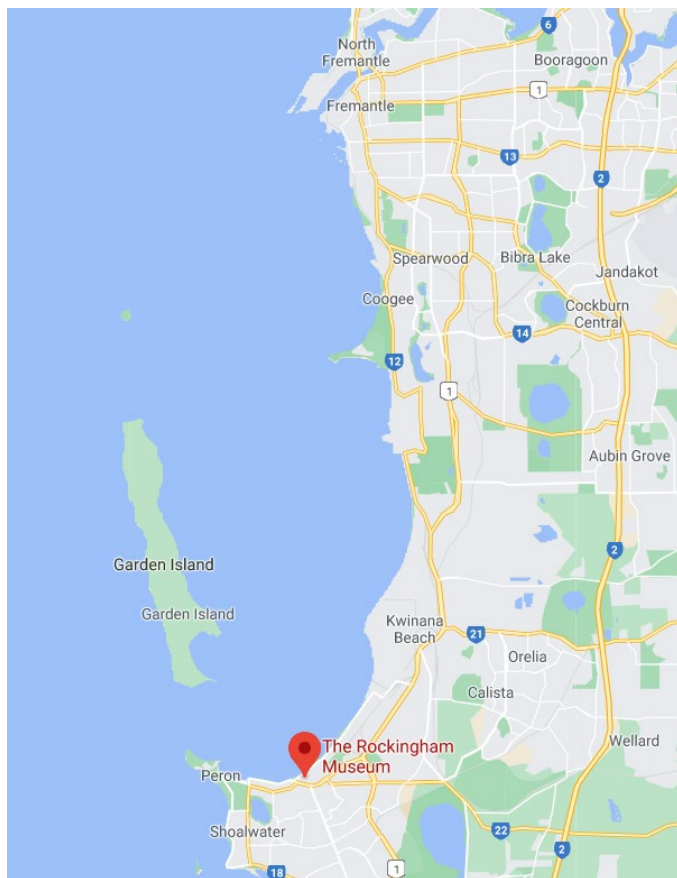 6
North
Fremantle
Booragoon
1
Fremantle
13
2
Spearwood
Bibra Lake
Jandakot
Coogee
Cockburn
Central
14
12
1
Aubin Grove
2
Garden Island
Garden Island
Kwinana
Beach
21
Orelia
Calista
Wellard
The Rockingham
Museum
Peron
Shoalwater
22
2
18
1